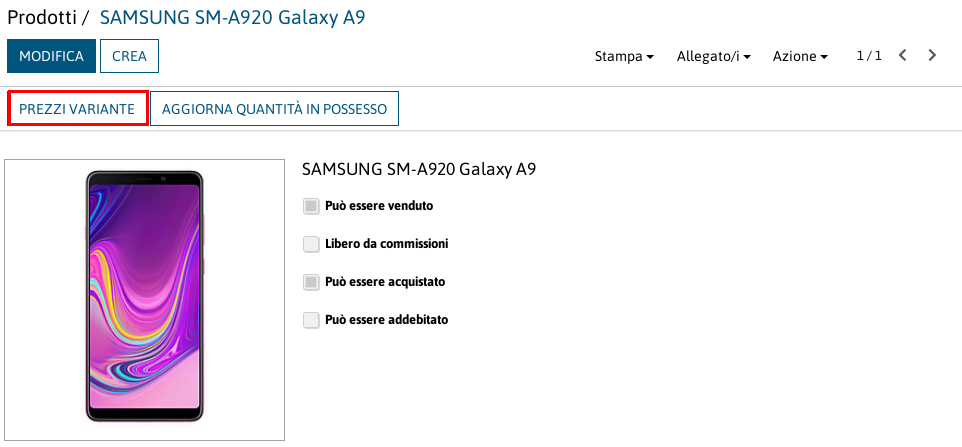 Prodotti / SAMSUNG SM-A920 Galaxy A9
MODIFICA CREA Stampa Allegato/i Azione 1 / 1
PREZZI VARIANTE AGGIORNA QUANTITÀ IN POSSESSO
SAMSUNG SM-A920 Galaxy A9
Può essere venduto
Libero da commissioni
Può essere acquistato
Può essere addebitato